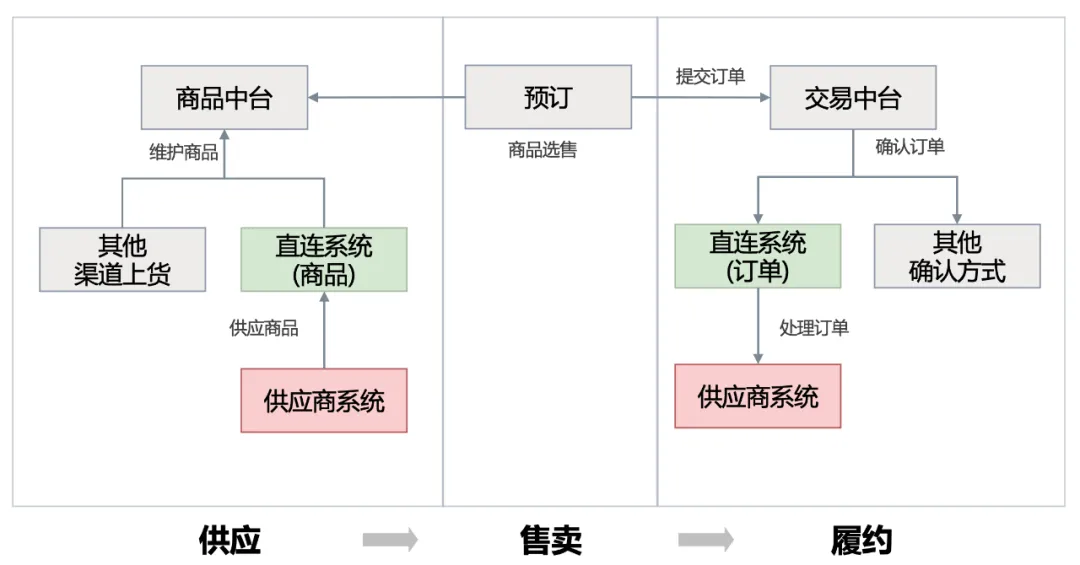 商品中台
预订
提交订单
交易中台
维护商品
商品选售
确认订单
其他
渠道上货
直连系统
(商品)
直连系统
(订单)
其他
确认方式
供应商品
处理订单
供应商系统
供应商系统
供应
售卖
履约